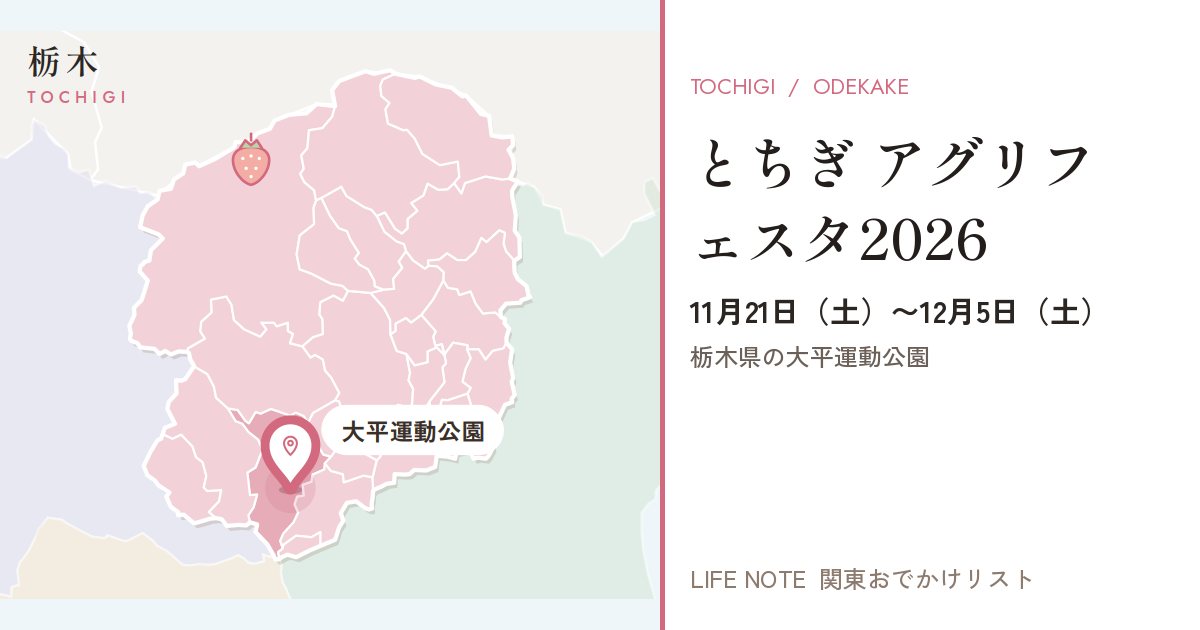 栃木
TOCHIGI
大平運動公園
TOCHIGI / ODEKAKE
とちぎ アグリフ
ェスタ2026
11月21日（土）〜12月5日（土）
栃木県の大平運動公園
LIFE NOTE 関東おでかけリスト